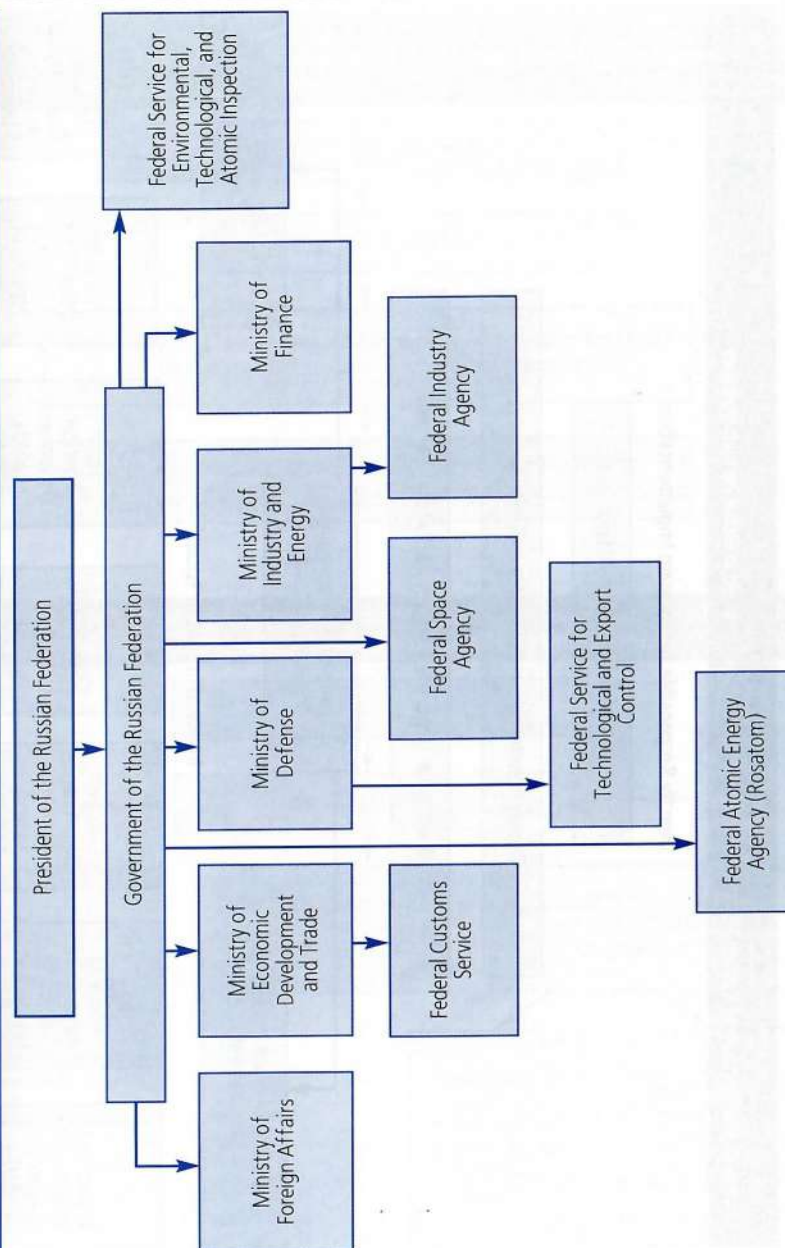 President of the Russian Federation
Government of the Russian Federation
Federal Service for
Environmental,
Technological, and
Atomic Inspection
Ministry of
Foreign Affairs
Ministry of
Economic
Development
and Trade
Ministry of
Defense
Ministry of
Industry and
Energy
Ministry of
Finance
Federal Customs
Service
Federal Space
Agency
Federal Industry
Agency
Federal Service for
Technological and Export
Control
Federal Atomic Energy
Agency (Rosatom)